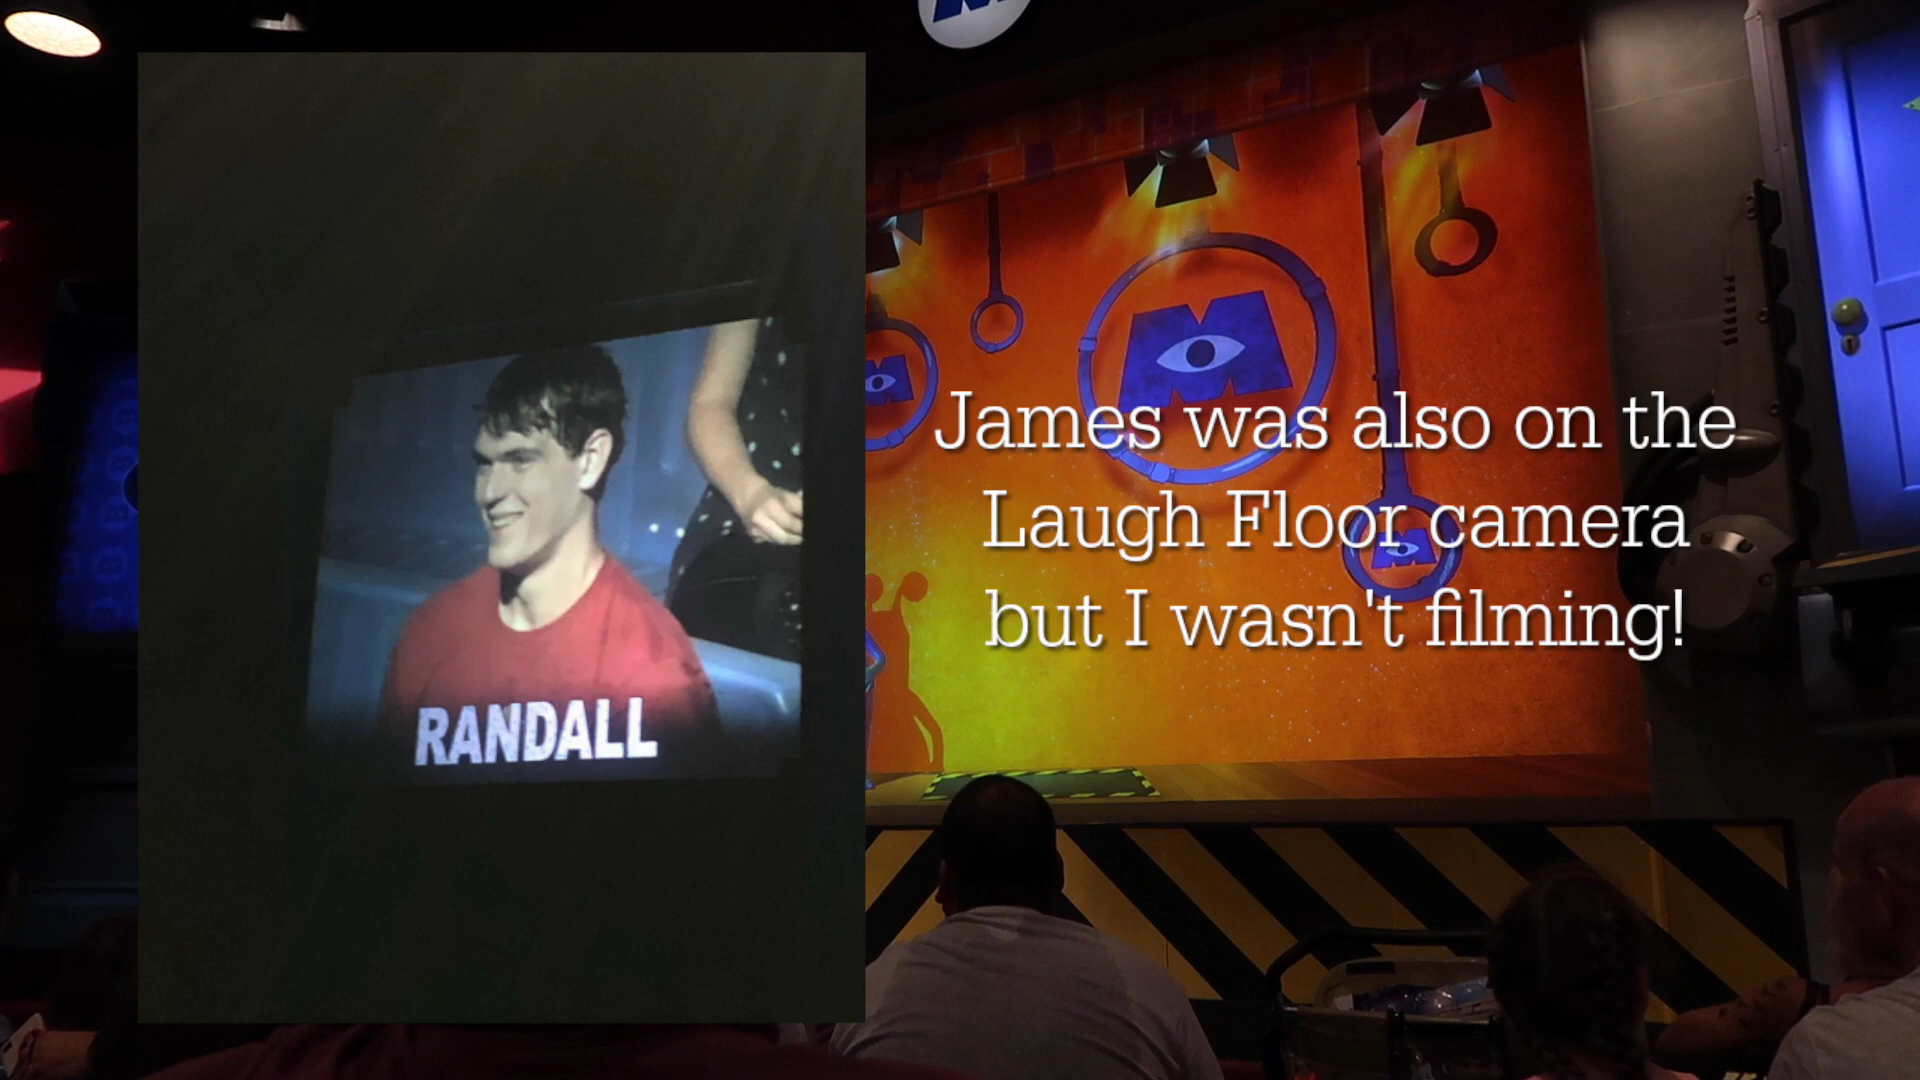 RANDALL
James was also on the
Laugh Floor camera
but I wasn't filming!